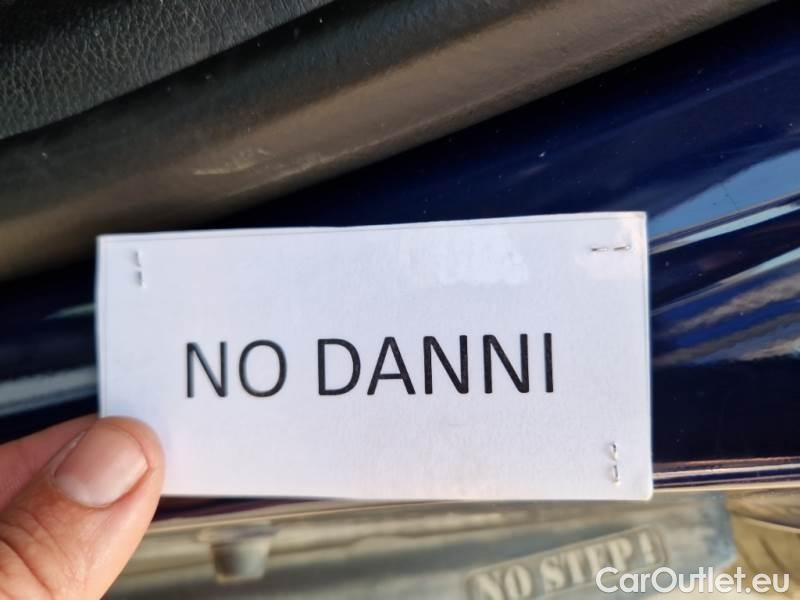 NO DANNI
NO STEP!
CarOutlet.eu